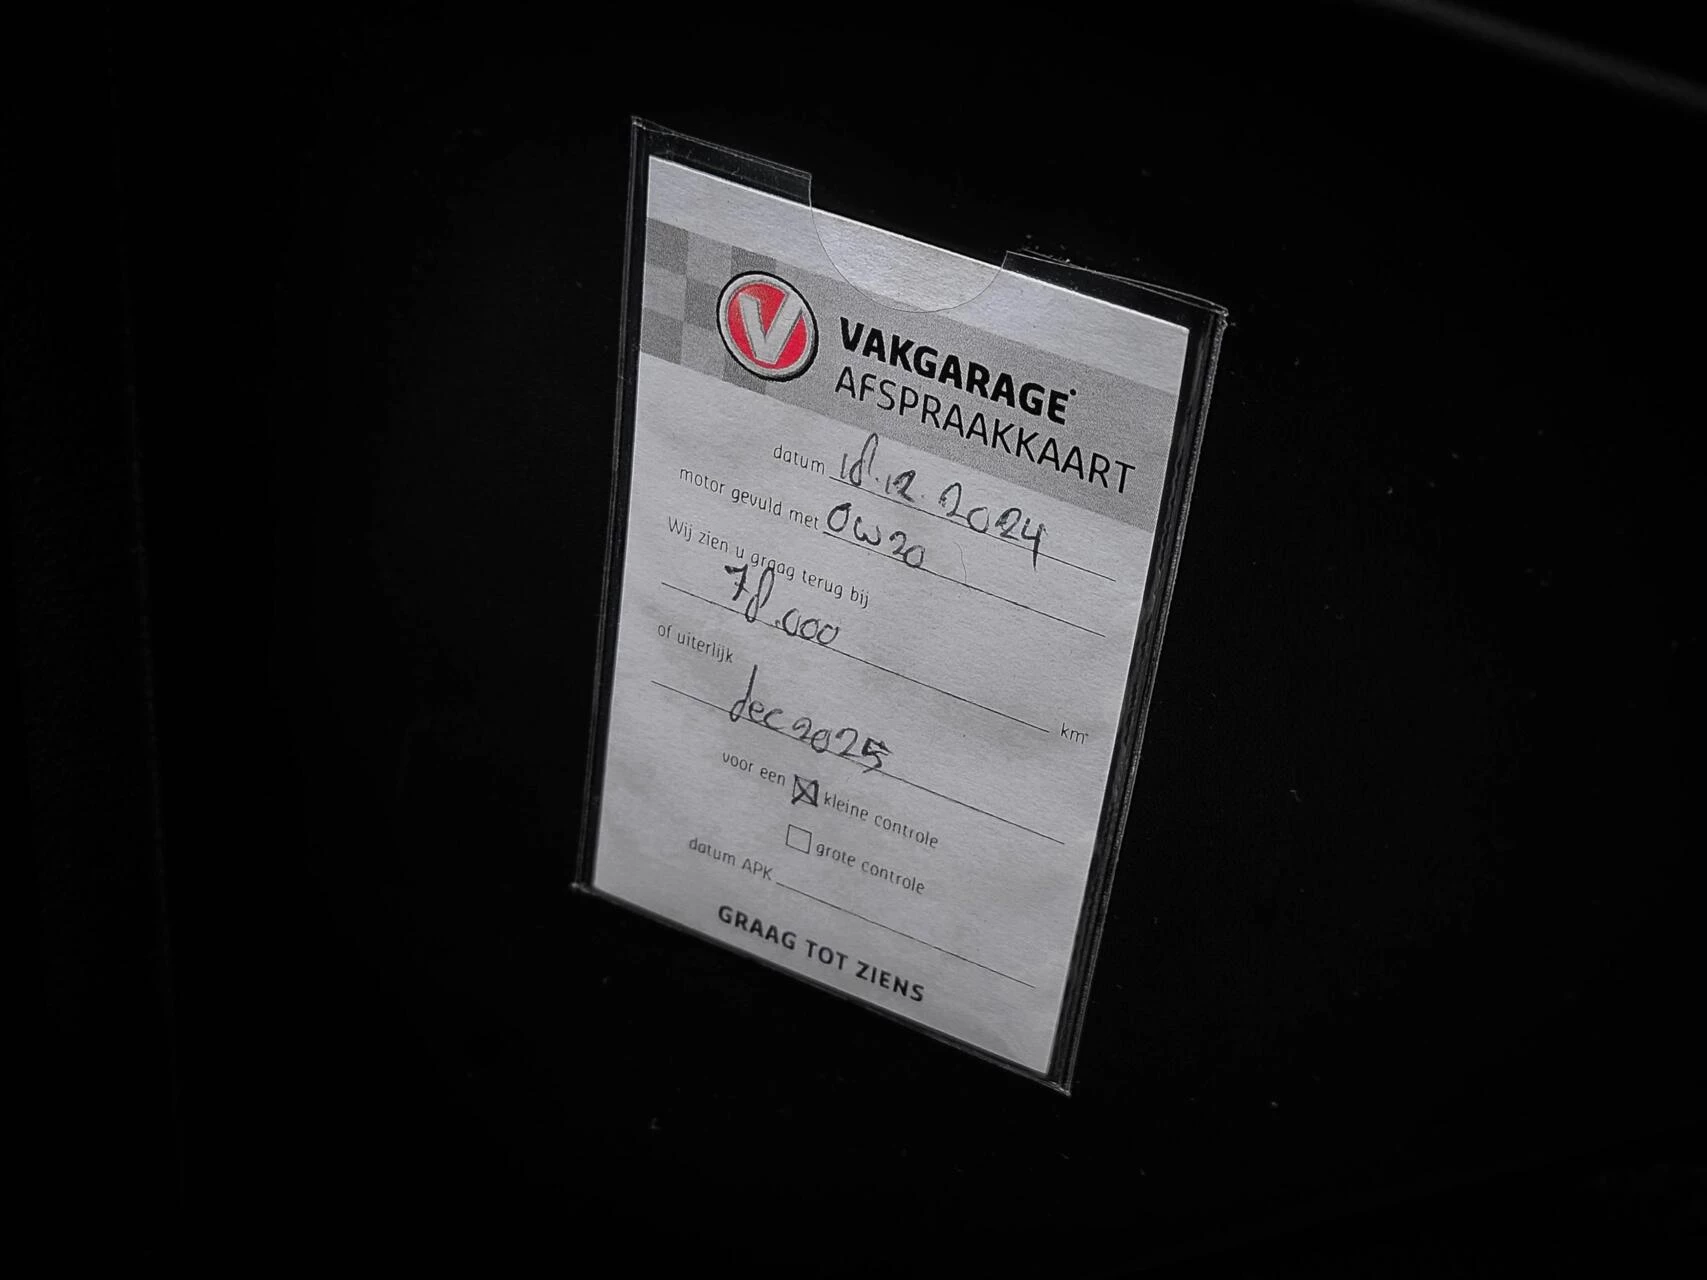 V
VAKGARAGE
AFSPRAAKKAART
datum 18.12.2024
motor gevuld met 0w20
Wij zien u graag terug bij
78.000 km
of uiterlijk
dec 2025
voor een ☒ kleine controle
☐ grote controle
datum APK
GRAAG TOT ZIENS